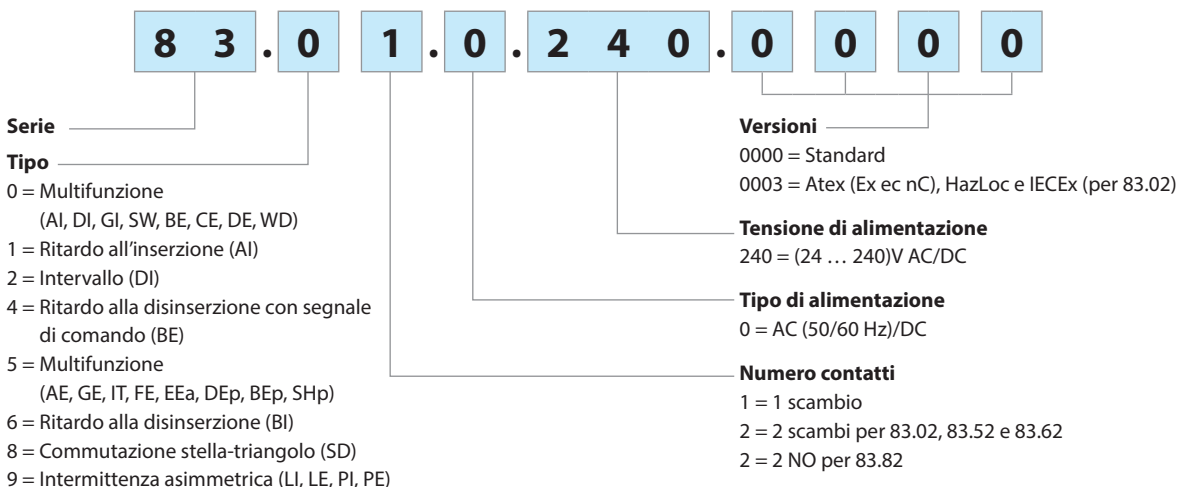 8 3 . 0 1 . 0 . 2 4 0 . 0 0 0 0
Serie
Tipo
0 = Multifunzione
(AI, DI, GI, SW, BE, CE, DE, WD)
1 = Ritardo all’inserzione (AI)
2 = Intervallo (DI)
4 = Ritardo alla disinserzione con segnale
di comando (BE)
5 = Multifunzione
(AE, GE, IT, FE, EEa, DEp, BEp, SHp)
6 = Ritardo alla disinserzione (BI)
8 = Commutazione stella-triangolo (SD)
9 = Intermittenza asimmetrica (LI, LE, PI, PE)
Versioni
0000 = Standard
0003 = Atex (Ex ec nC), HazLoc e IECEx (per 83.02)
Tensione di alimentazione
240 = (24 … 240)V AC/DC
Tipo di alimentazione
0 = AC (50/60 Hz)/DC
Numero contatti
1 = 1 scambio
2 = 2 scambi per 83.02, 83.52 e 83.62
2 = 2 NO per 83.82